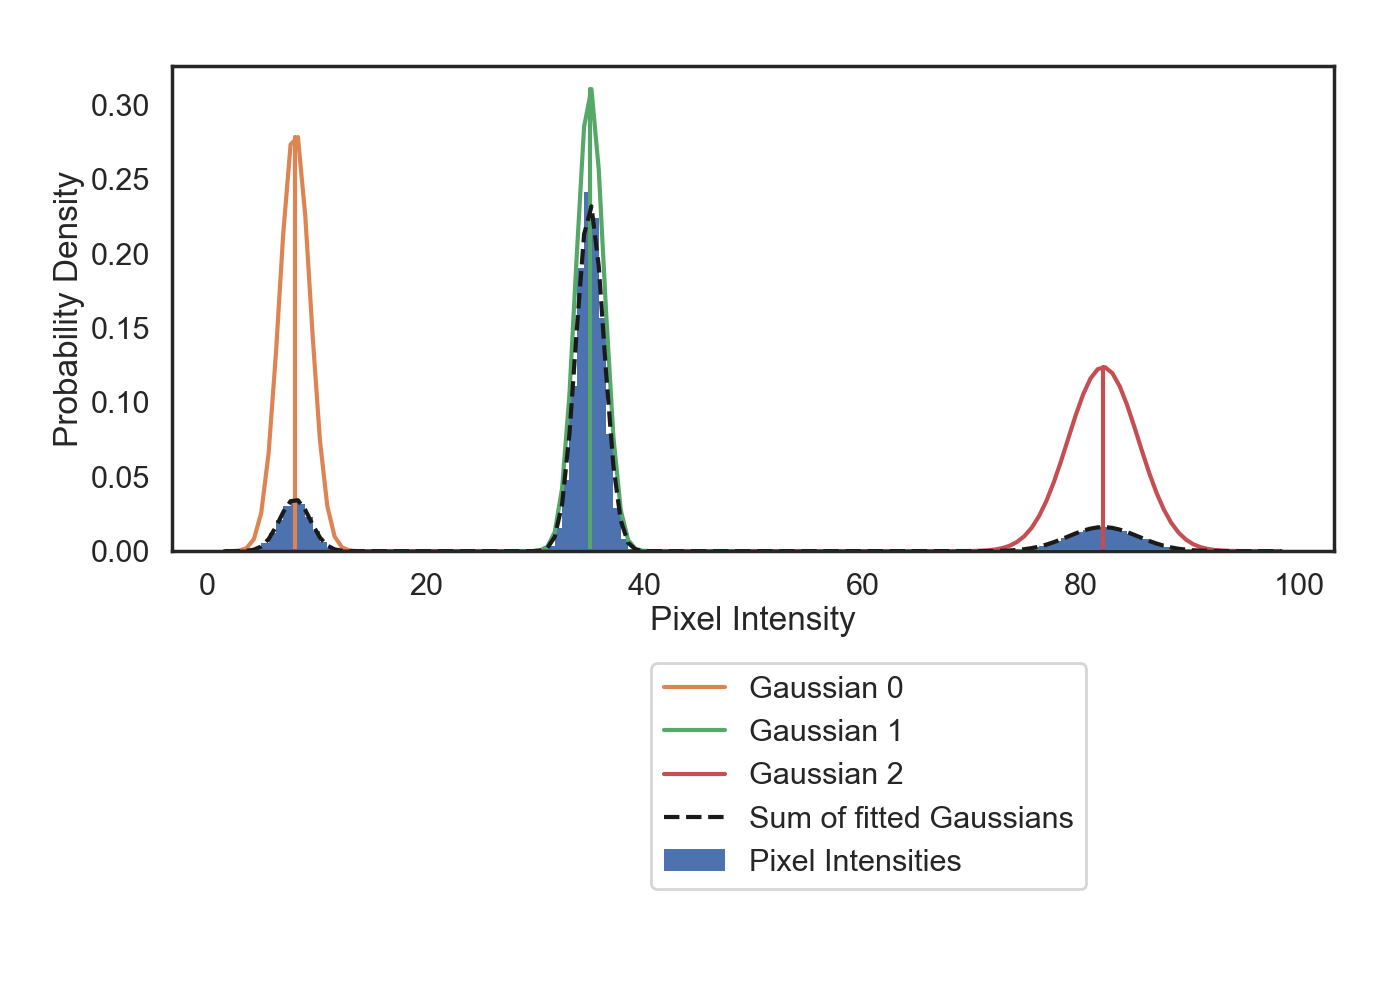 Probability Density
0.30
0.25
0.20
0.15
0.10
0.05
0.00
0 20 40 60 80 100
Pixel Intensity
Gaussian 0
Gaussian 1
Gaussian 2
Sum of fitted Gaussians
Pixel Intensities